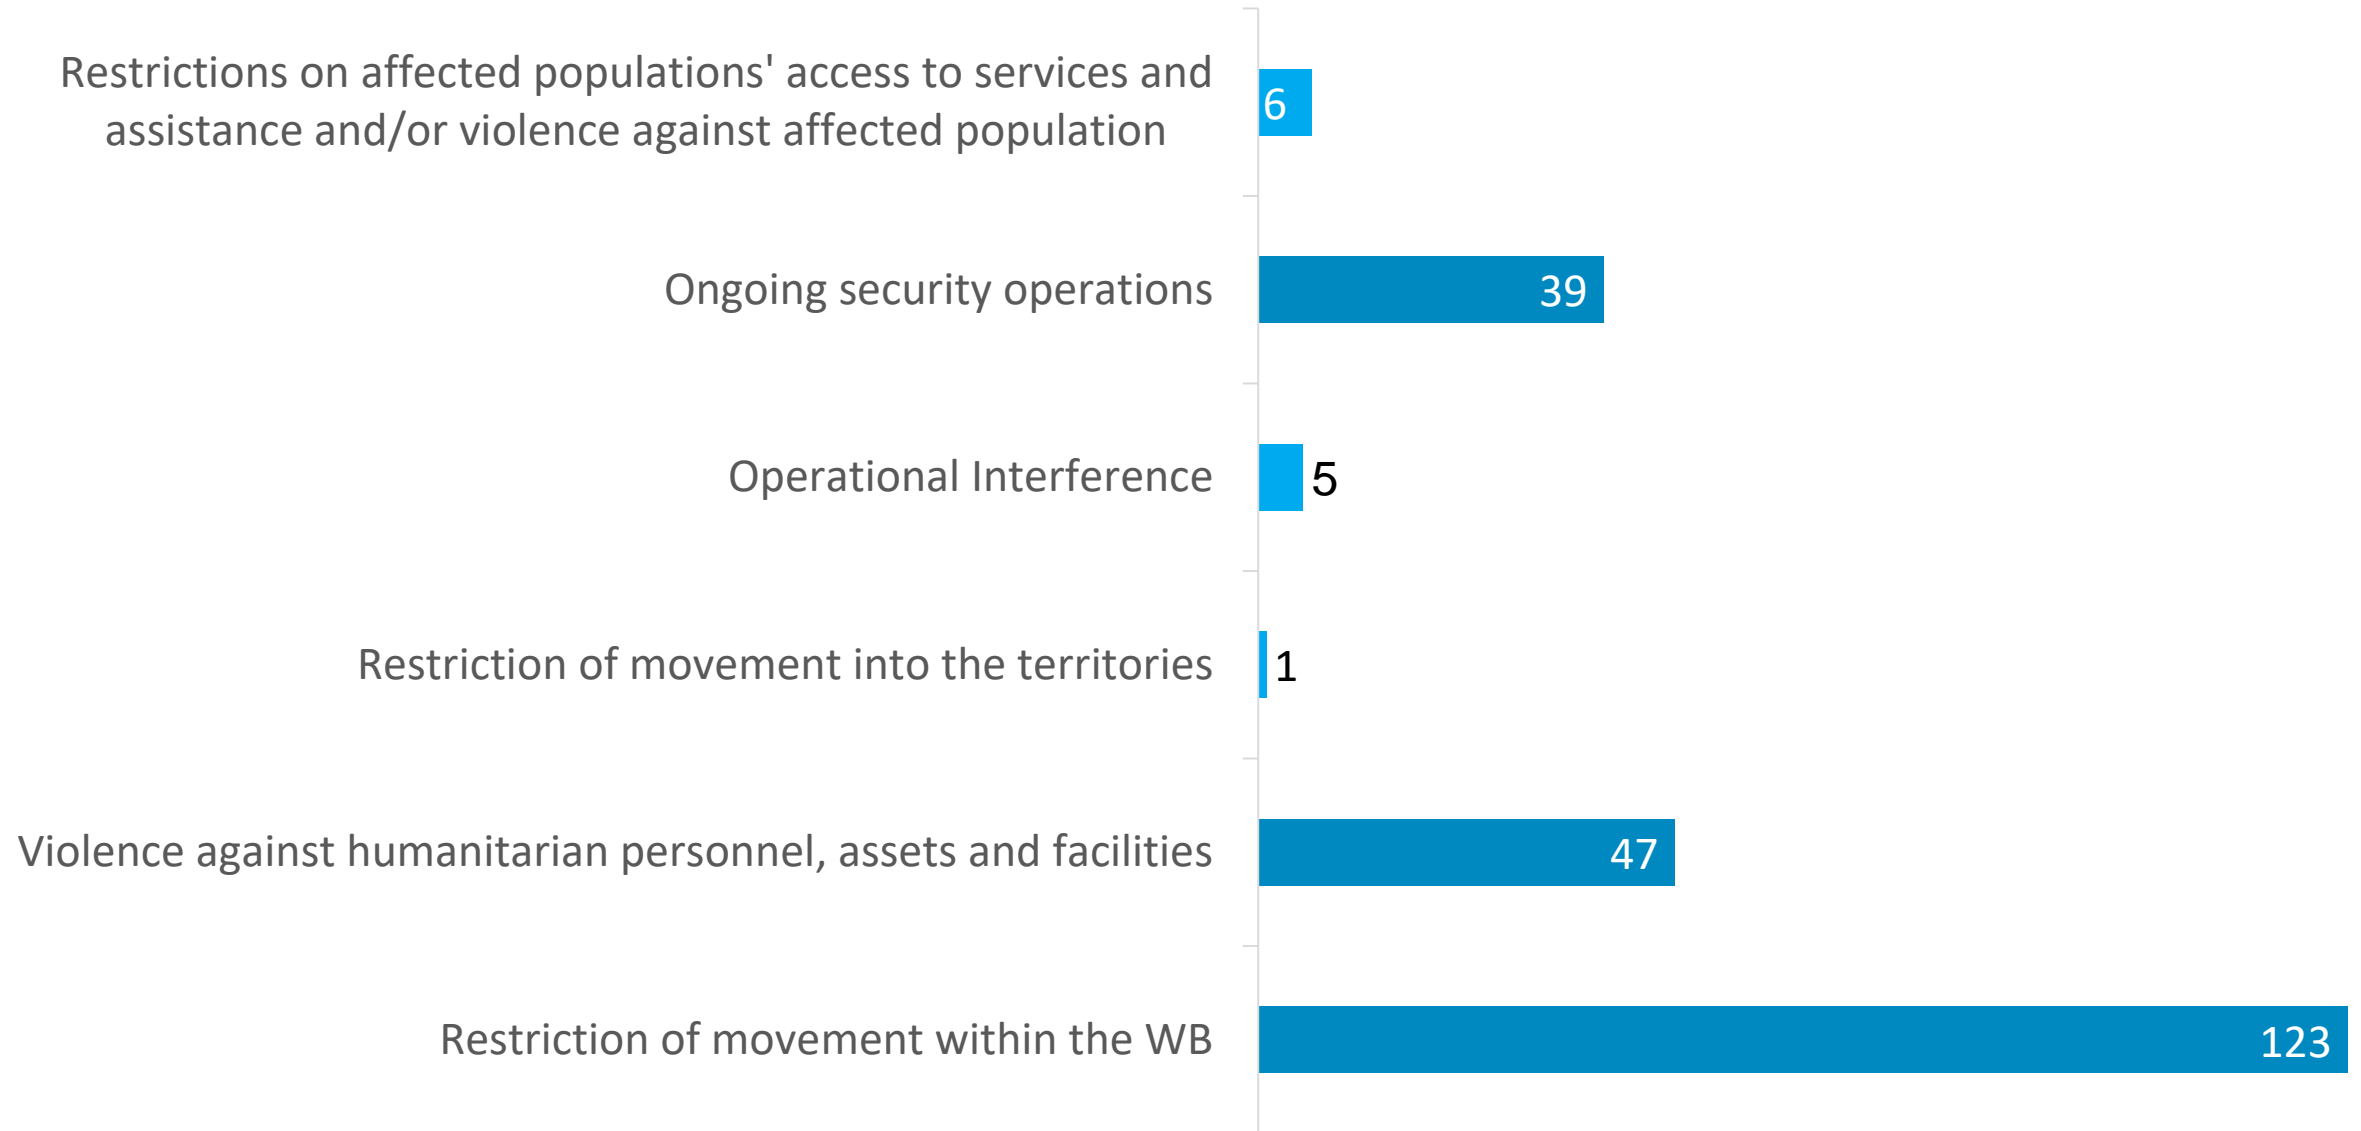 Restrictions on affected populations' access to services and
assistance and/or violence against affected population
6
Ongoing security operations
39
Operational Interference
5
Restriction of movement into the territories
1
Violence against humanitarian personnel, assets and facilities
47
Restriction of movement within the WB
123